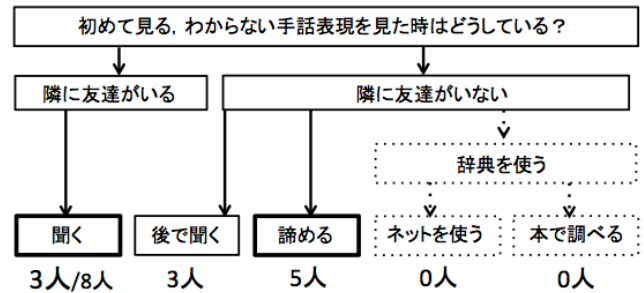 初めて見る，わからない手話表現を見た時はどうしている？
隣に友達がいる
隣に友達がいない
辞典を使う
聞く
後で聞く
諦める
ネットを使う
本で調べる
3人/8人
3人
5人
0人
0人